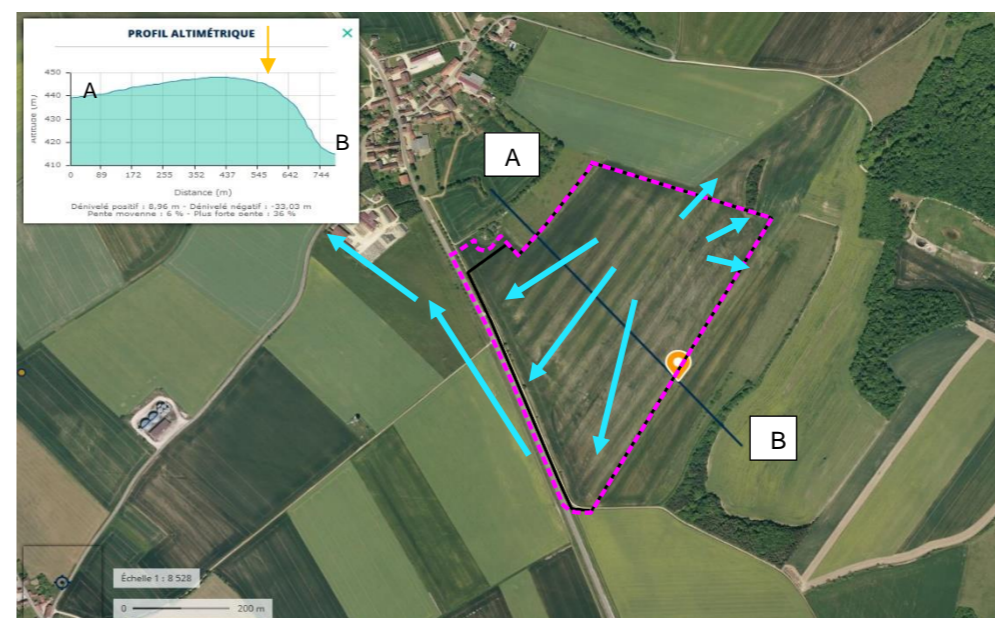 PROFIL ALTIMÉTRIQUE
×
450
440
430
420
410
Altitude (m)
A
B
0 89 172 255 345 437 545 642 744
Distance (m)
Dénivelé positif : 8,96 m - Dénivelé négatif : -33,03 m
Pente moyenne : 6 % - Plus forte pente : 36 %
A
B
Échelle 1 : 8 528
0 200 m